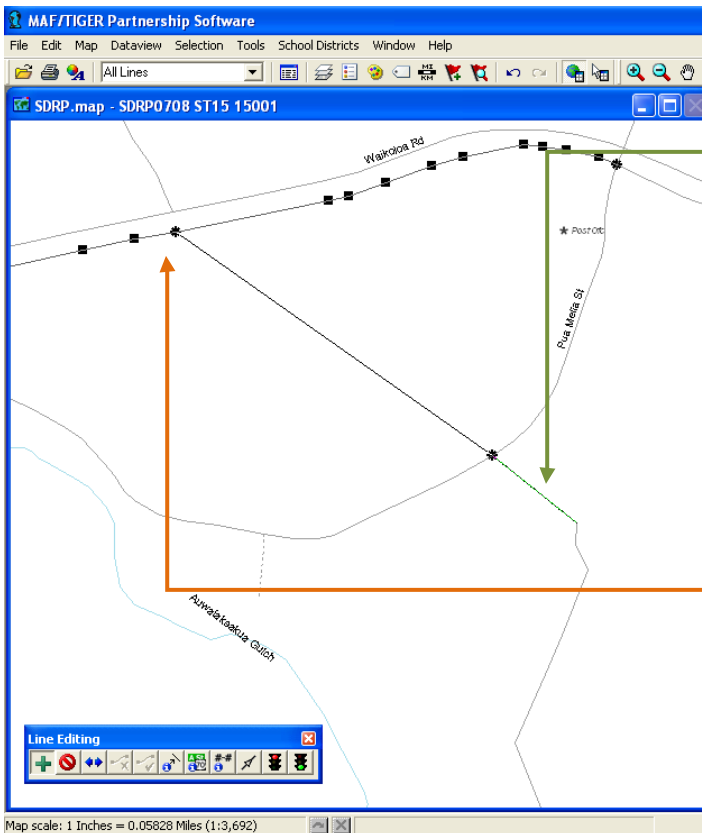 MAF/TIGER Partnership Software
File Edit Map Dataview Selection Tools School Districts Window Help
All Lines
MI
KM
SDRP.map - SDRP0708 ST15 15001
Waikoloa Rd
Pua Melia St
Auwaiakeakua Gulch
Line Editing
Map scale: 1 Inches = 0.05828 Miles (1:3,692)